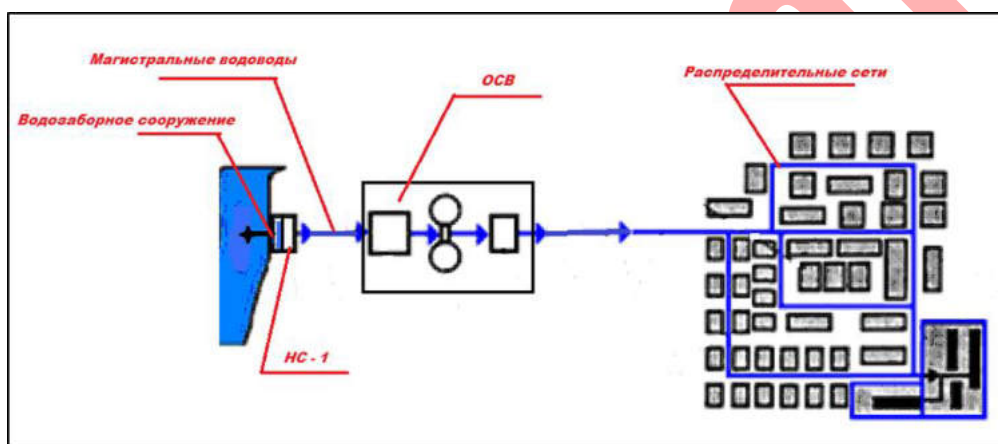 Магистральные водоводы
ОСВ
Распределительные сети
Водозаборное сооружение
НС - 1